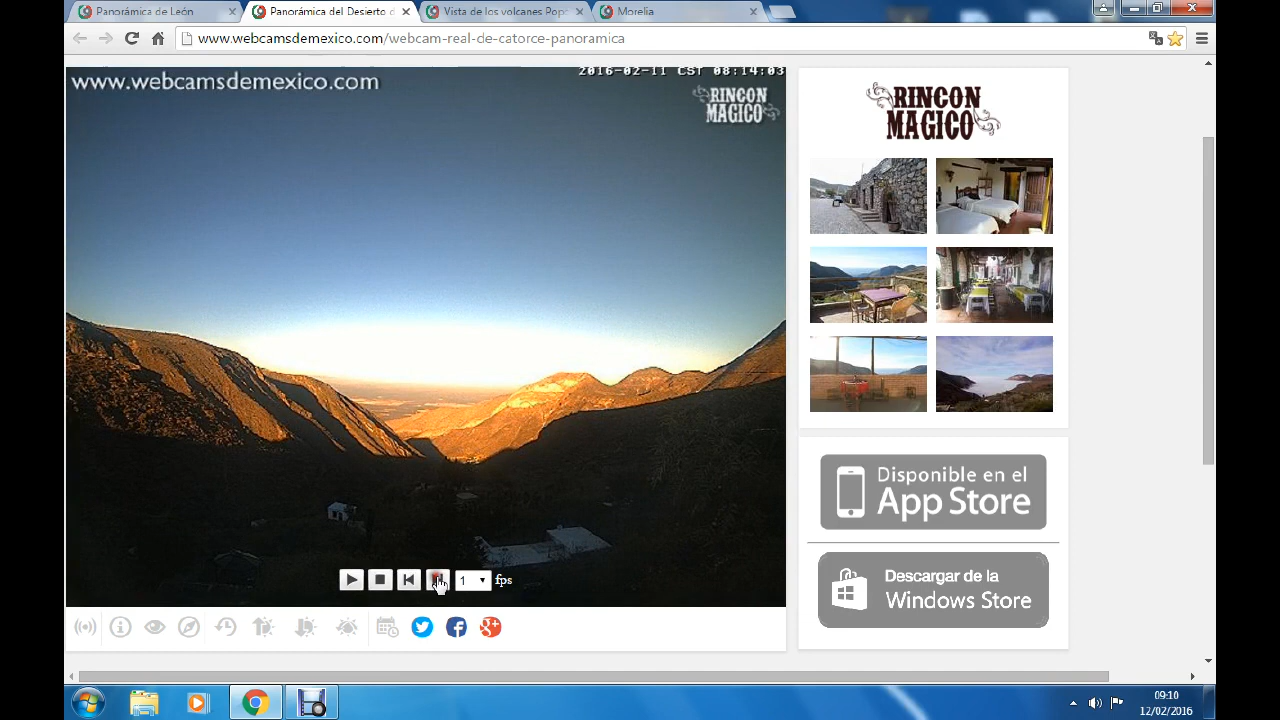 Panorámica de León
Panorámica del Desierto d
Vista de los volcanes Pop
Morelia
www.webcamsdemexico.com/webcam-real-de-catorce-panoramica
www.webcamsdemexico.com
2016-02-11 CST 08:14:03
RINCON
MAGICO
RINCON
MAGICO
Disponible en el
App Store
Descargar de la
Windows Store
1
fps
09:10
12/02/2016